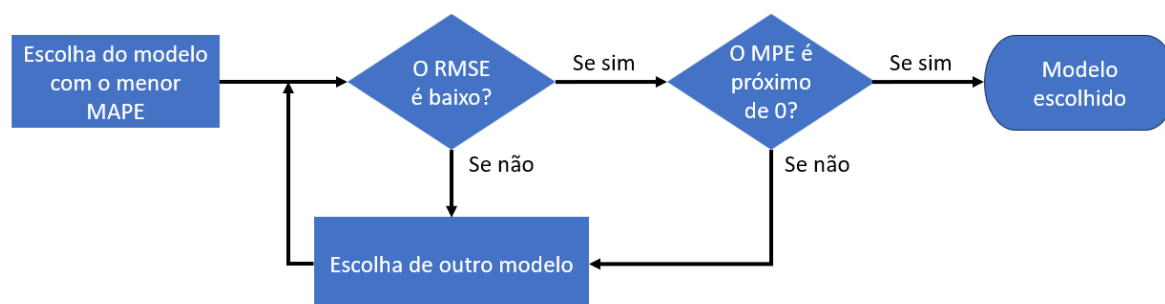 Escolha do modelo
com o menor
MAPE
O RMSE
é baixo?
Se sim
O MPE é
próximo
de 0?
Se sim
Modelo
escolhido
Se não
Se não
Escolha de outro modelo